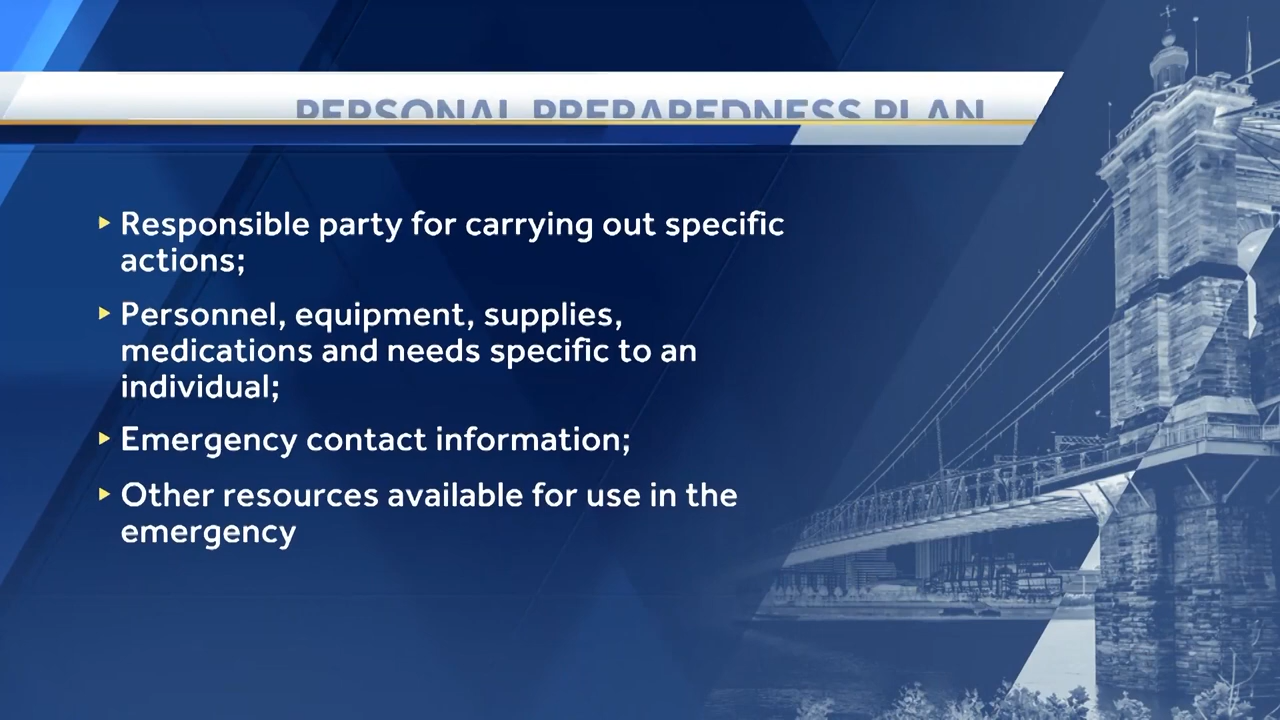 PERSONAL PREPAREDNESS PLAN
Responsible party for carrying out specific
actions;
Personnel, equipment, supplies,
medications and needs specific to an
individual;
Emergency contact information;
Other resources available for use in the
emergency